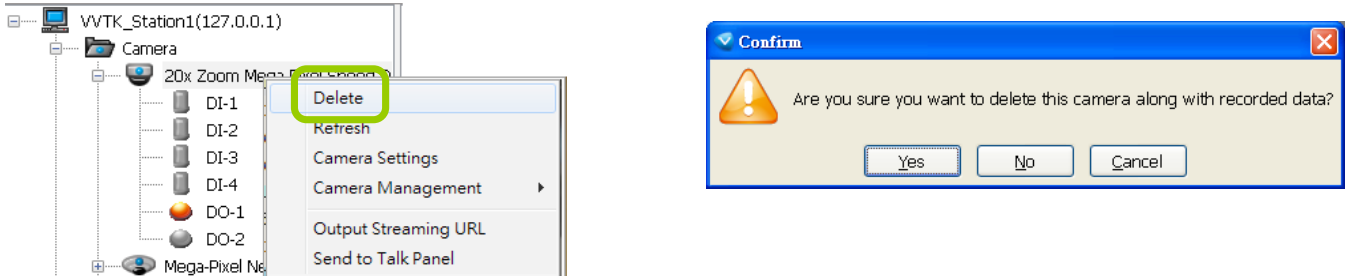 VVTK_Station1(127.0.0.1)
Camera
20x Zoom Mega
DI-1
DI-2
DI-3
DI-4
DO-1
DO-2
Mega-Pixel Ne
Delete
Refresh
Camera Settings
Camera Management
Output Streaming URL
Send to Talk Panel
Confirm
Are you sure you want to delete this camera along with recorded data?
Yes
No
Cancel